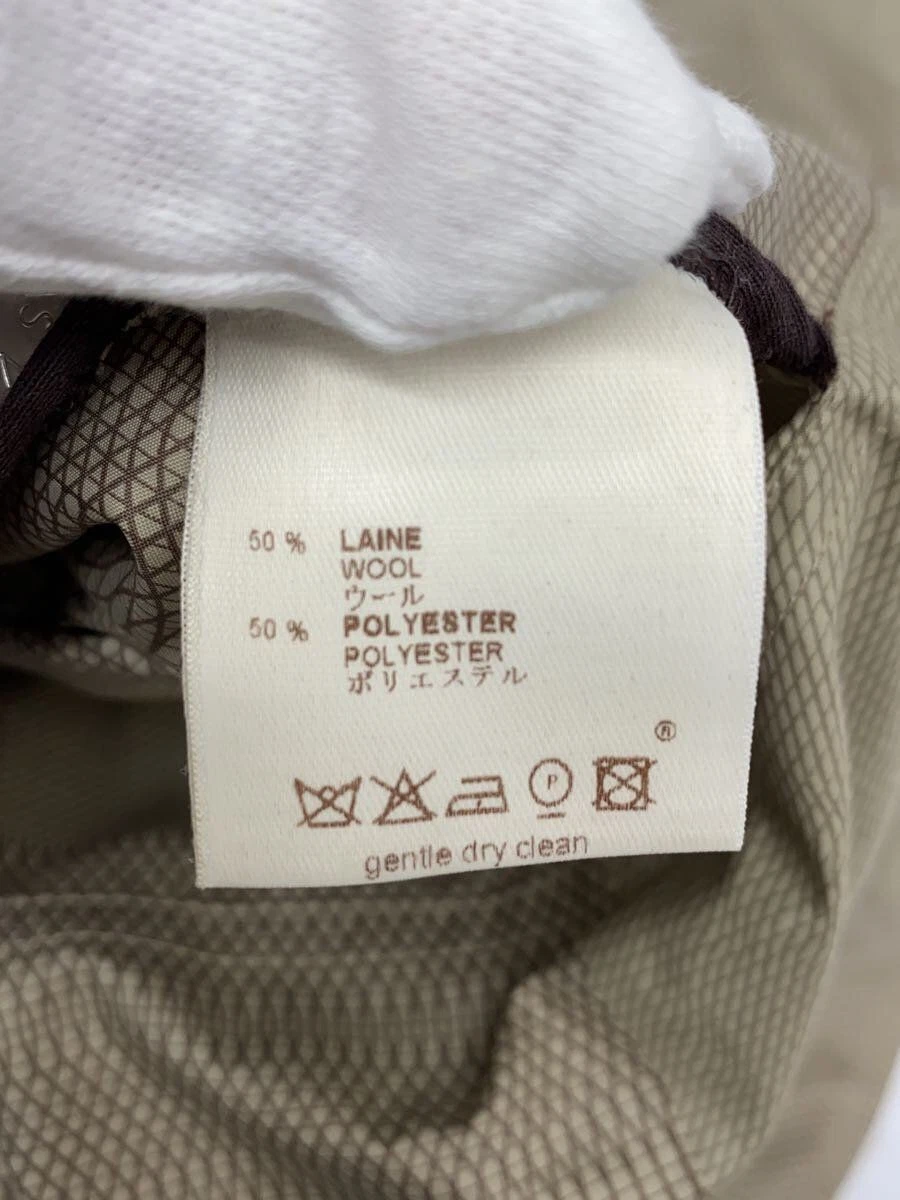 50 % LAINE
WOOL
ウール
50 % POLYESTER
POLYESTER
ポリエステル
®
P
gentle dry clean